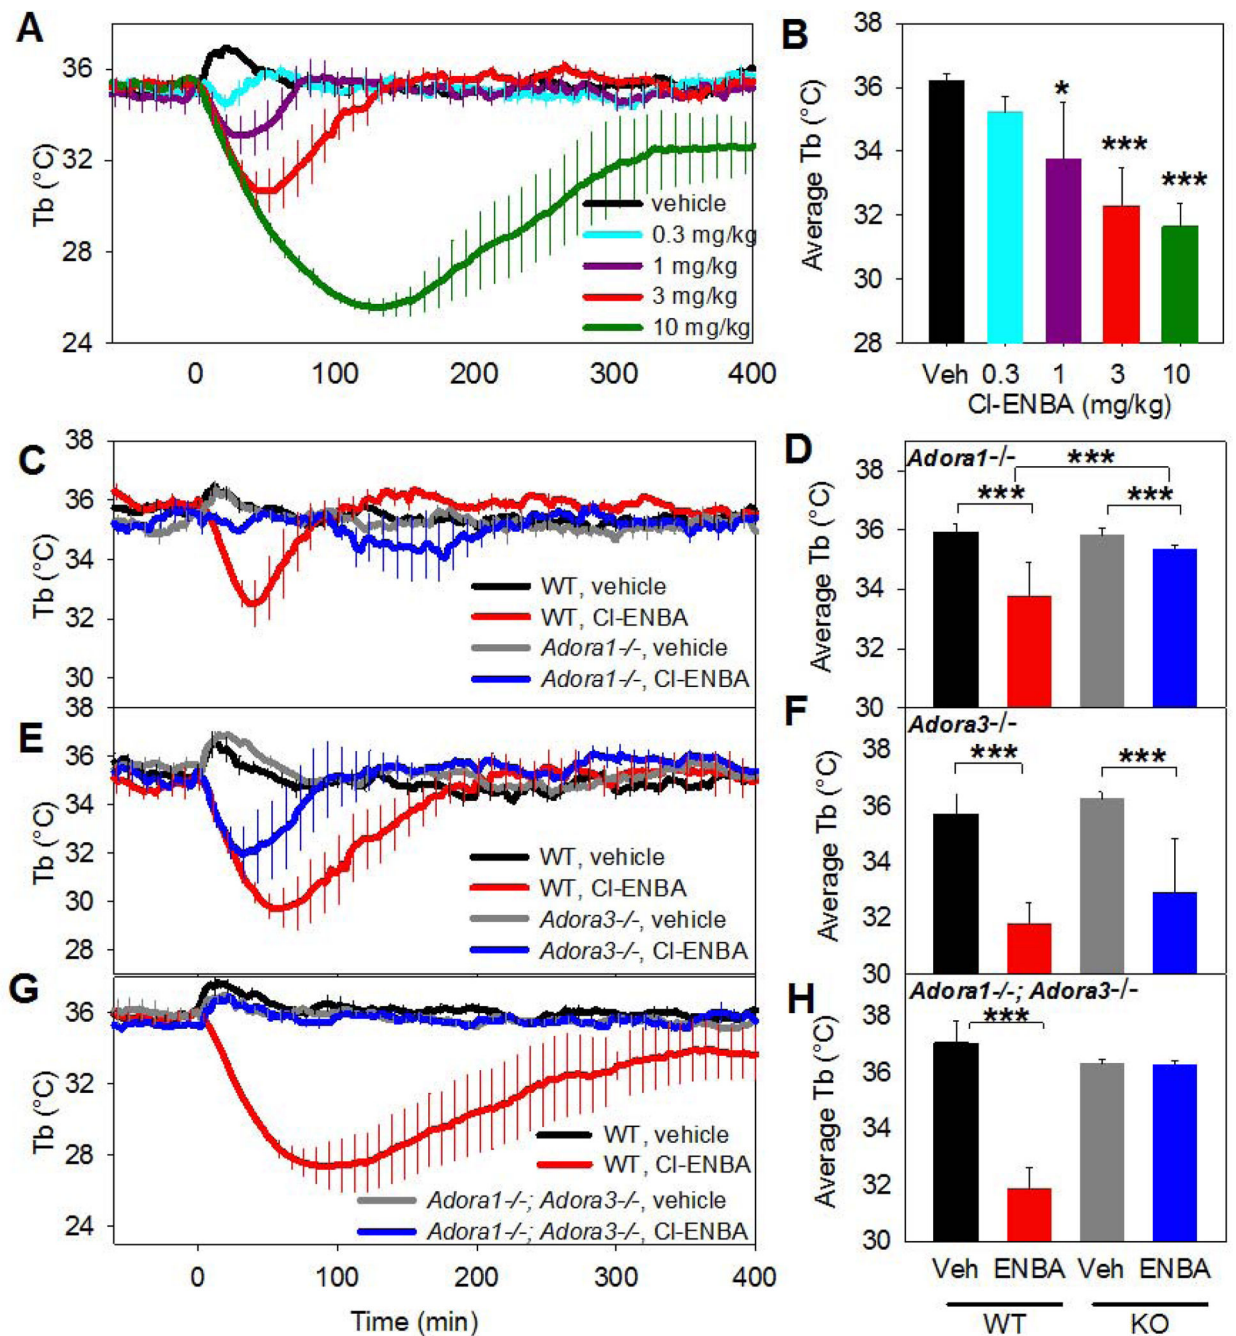 A
Tb (°C)
36
32
28
24
0
100
200
300
400
vehicle
0.3 mg/kg
1 mg/kg
3 mg/kg
10 mg/kg
B
Average Tb (°C)
38
36
34
32
30
28
*
***
***
Veh
0.3
1
3
10
Cl-ENBA (mg/kg)
C
Tb (°C)
38
36
34
32
30
WT, vehicle
WT, Cl-ENBA
Adora1-/-, vehicle
Adora1-/-, Cl-ENBA
D
Adora1-/-
Average Tb (°C)
38
36
34
32
30
***
***
***
E
Tb (°C)
38
36
34
32
30
28
WT, vehicle
WT, Cl-ENBA
Adora3-/-, vehicle
Adora3-/-, Cl-ENBA
F
Adora3-/-
Average Tb (°C)
38
36
34
32
30
***
***
G
Tb (°C)
36
32
28
24
WT, vehicle
WT, Cl-ENBA
Adora1-/-; Adora3-/-, vehicle
Adora1-/-; Adora3-/-, Cl-ENBA
0
100
200
300
400
Time (min)
H
Adora1-/-; Adora3-/-
Average Tb (°C)
38
36
34
32
30
***
Veh
ENBA
Veh
ENBA
WT
KO